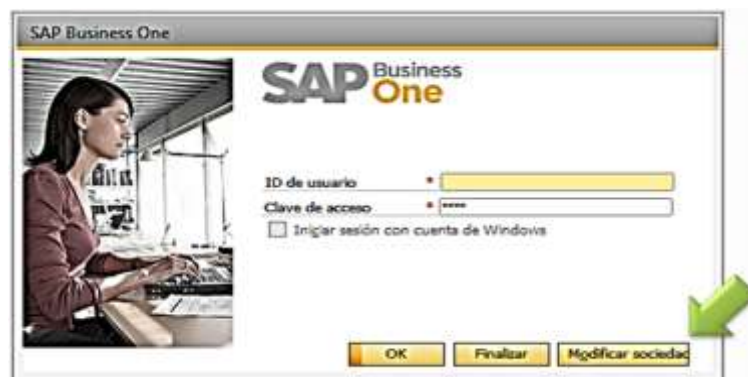 SAP Business One
SAP Business One
ID de usuario *
Clave de acceso * ****
Iniciar sesión con cuenta de Windows
OK Finalizar Modificar sociedad